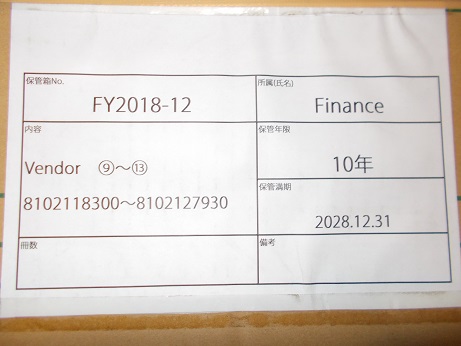 保管箱No.
FY2018-12
所属(氏名)
Finance
内容
Vendor ⑨～⑬
8102118300～8102127930
保管年限
10年
保管満期
2028.12.31
冊数
備考